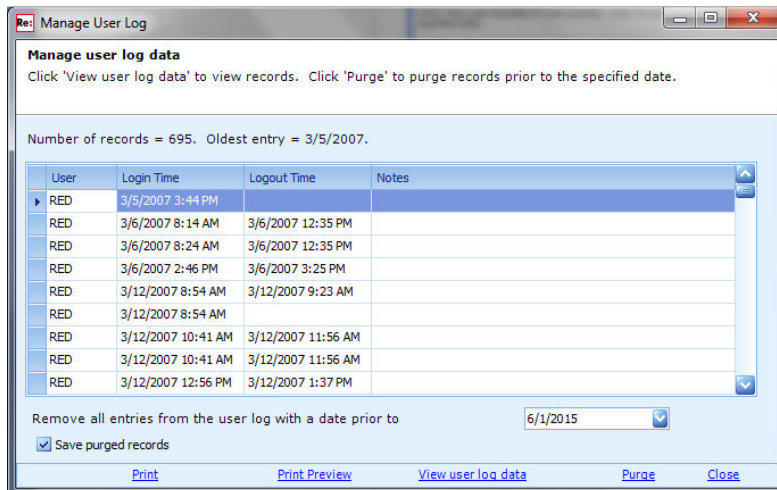 Re: Manage User Log
Manage user log data
Click 'View user log data' to view records.  Click 'Purge' to purge records prior to the specified date.
Number of records = 695.  Oldest entry = 3/5/2007.
User Login Time Logout Time Notes
RED 3/5/2007 3:44 PM
RED 3/6/2007 8:14 AM 3/6/2007 12:35 PM
RED 3/6/2007 8:24 AM 3/6/2007 12:35 PM
RED 3/6/2007 2:46 PM 3/6/2007 3:25 PM
RED 3/12/2007 8:54 AM 3/12/2007 9:23 AM
RED 3/12/2007 8:54 AM
RED 3/12/2007 10:41 AM 3/12/2007 11:56 AM
RED 3/12/2007 10:41 AM 3/12/2007 11:56 AM
RED 3/12/2007 12:56 PM 3/12/2007 1:37 PM
Remove all entries from the user log with a date prior to 6/1/2015
Save purged records
Print Print Preview View user log data Purge Close